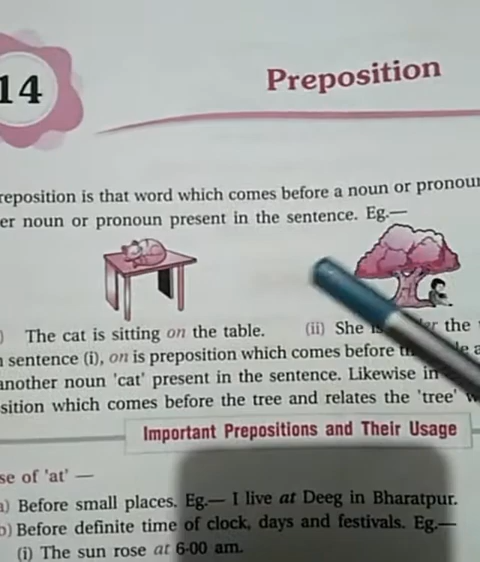 14
Preposition
reposition is that word which comes before a noun or pronoun
er noun or pronoun present in the sentence. Eg.—
) The cat is sitting on the table. (ii) She is the
sentence (i), on is preposition which comes before
another noun 'cat' present in the sentence. Likewise in
sition which comes before the tree and relates the 'tree'
Important Prepositions and Their Usage
se of 'at' —
a) Before small places. Eg.— I live at Deeg in Bharatpur.
b) Before definite time of clock, days and festivals. Eg.—
(i) The sun rose at 6-00 am.